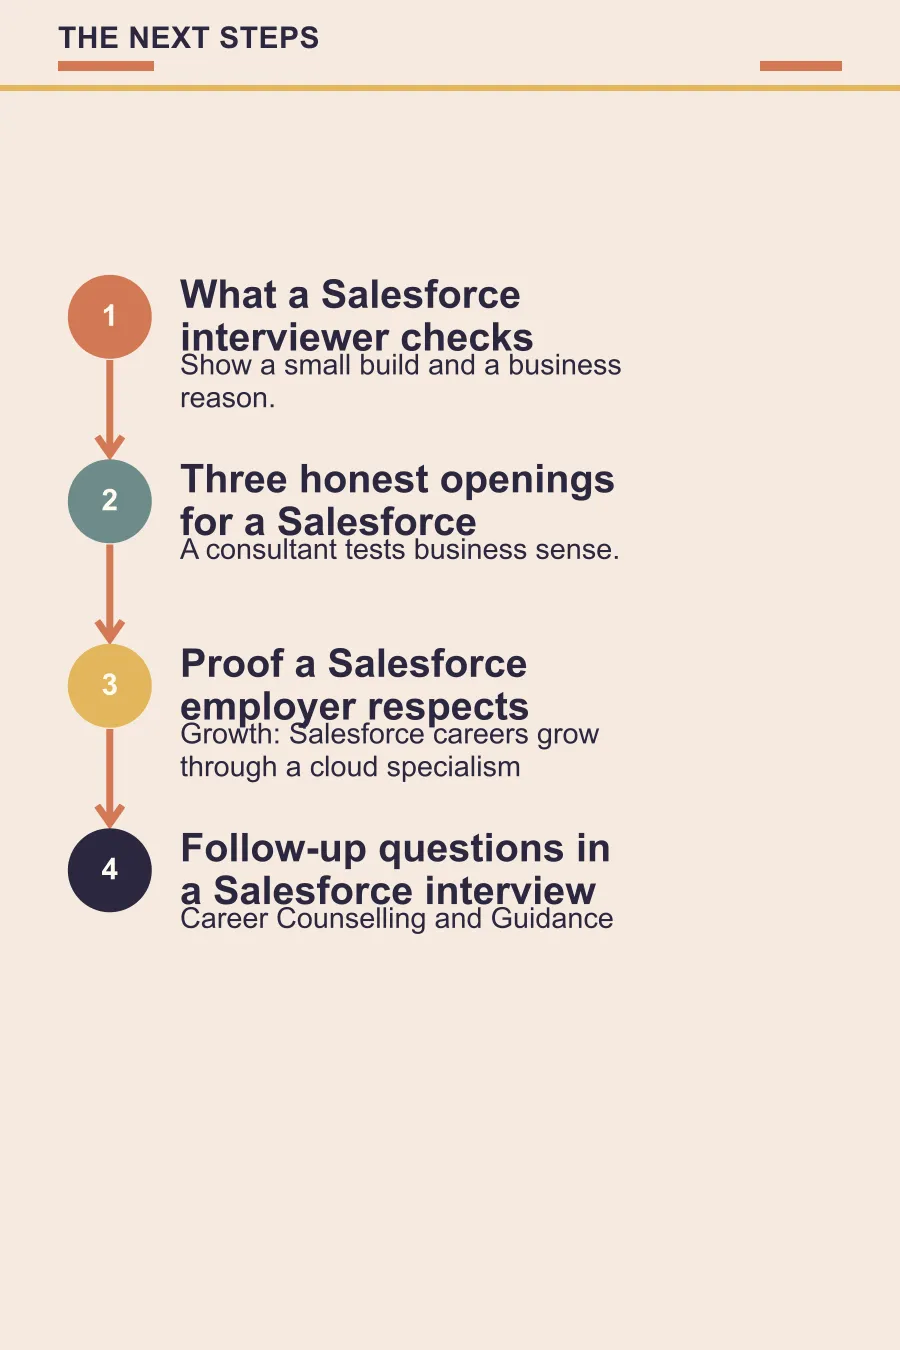 THE NEXT STEPS
1
What a Salesforce
interviewer checks
Show a small build and a business
reason.
2
Three honest openings
for a Salesforce
A consultant tests business sense.
3
Proof a Salesforce
employer respects
Growth: Salesforce careers grow
through a cloud specialism
4
Follow-up questions in
a Salesforce interview
Career Counselling and Guidance